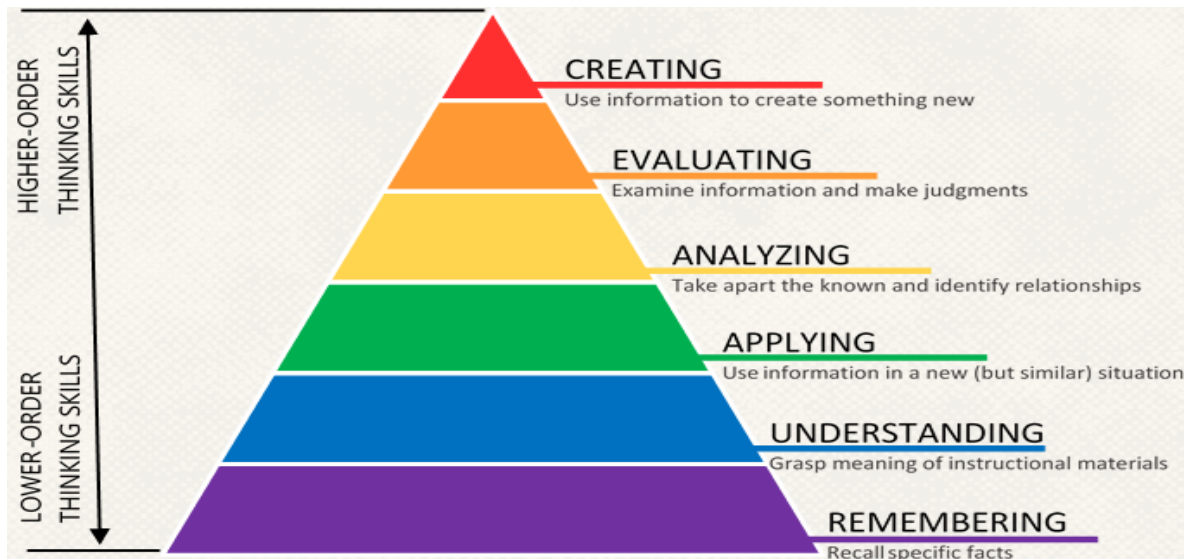 HIGHER-ORDER
THINKING SKILLS
LOWER-ORDER
THINKING SKILLS
CREATING
Use information to create something new
EVALUATING
Examine information and make judgments
ANALYZING
Take apart the known and identify relationships
APPLYING
Use information in a new (but similar) situation
UNDERSTANDING
Grasp meaning of instructional materials
REMEMBERING
Recall specific facts